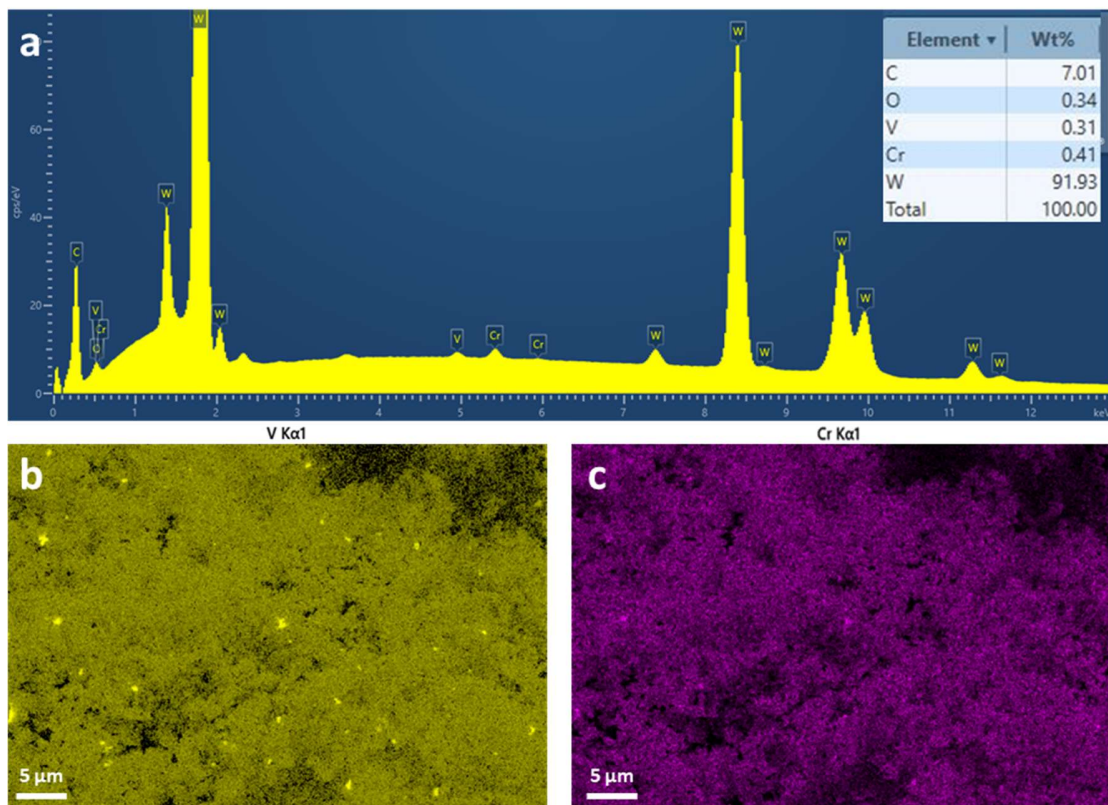 a
cps/eV
60
40
20
0
W
C
V
Cr
O
W
W
V
Cr
Cr
W
W
W
W
W
W
W
0 1 2 3 4 5 6 7 8 9 10 11 12 keV
Element Wt%
C 7.01
O 0.34
V 0.31
Cr 0.41
W 91.93
Total 100.00
V Kα1
Cr Kα1
b
c
5 μm
5 μm